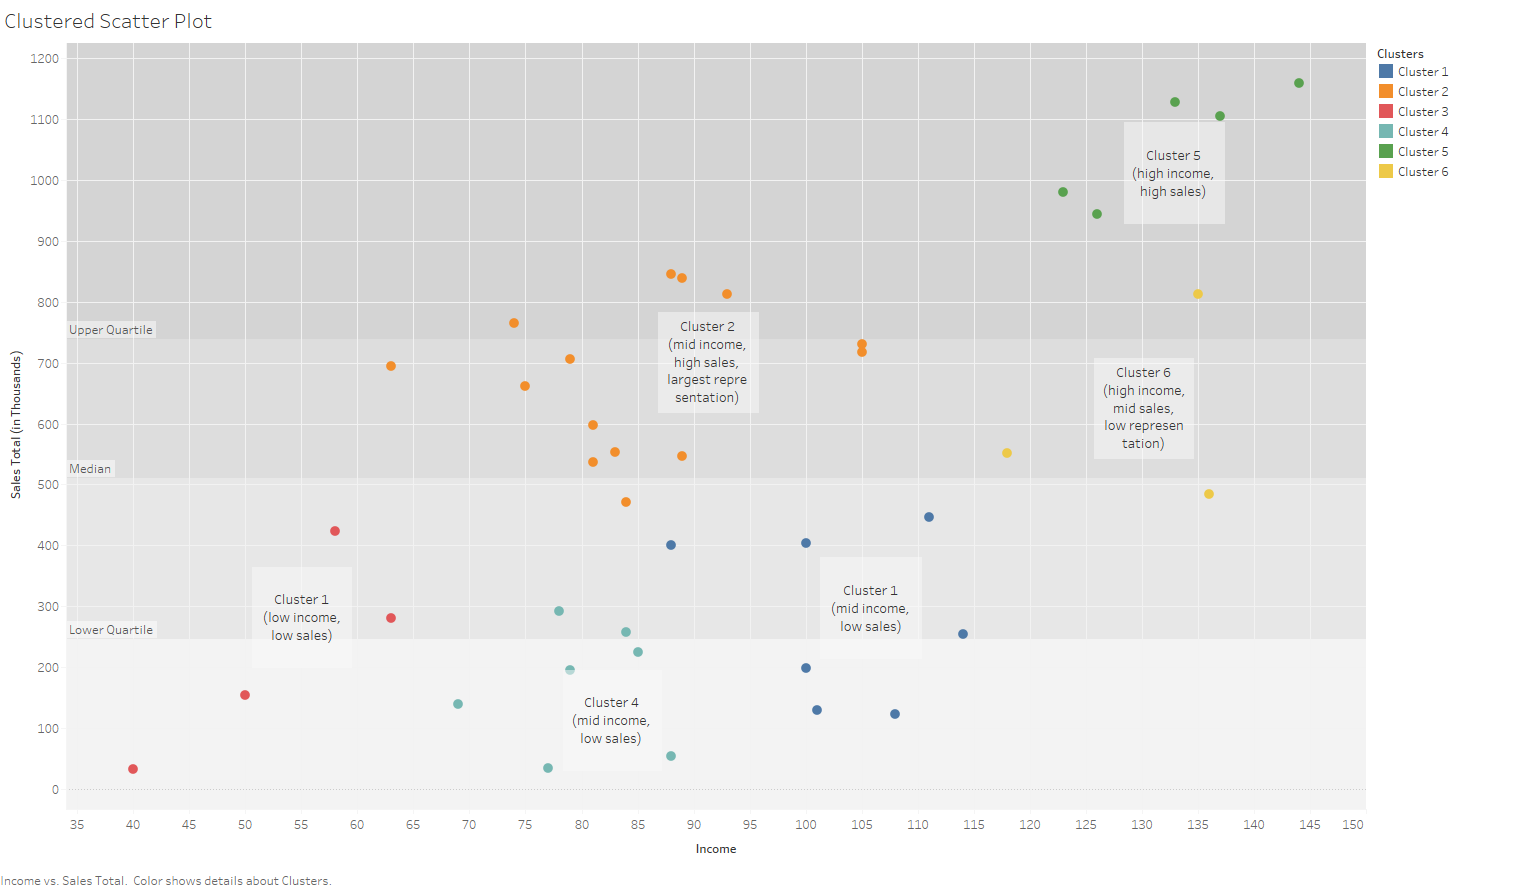 Clustered Scatter Plot
Clusters
Cluster 1
Cluster 2
Cluster 3
Cluster 4
Cluster 5
Cluster 6
Sales Total (in Thousands)
1200
1100
1000
900
800
700
600
500
400
300
200
100
0
Upper Quartile
Median
Lower Quartile
Cluster 5
(high income,
high sales)
Cluster 2
(mid income,
high sales,
largest repre
sentation)
Cluster 6
(high income,
mid sales,
low represen
tation)
Cluster 1
(low income,
low sales)
Cluster 1
(mid income,
low sales)
Cluster 4
(mid income,
low sales)
35 40 45 50 55 60 65 70 75 80 85 90 95 100 105 110 115 120 125 130 135 140 145 150
Income
Income vs. Sales Total. Color shows details about Clusters.